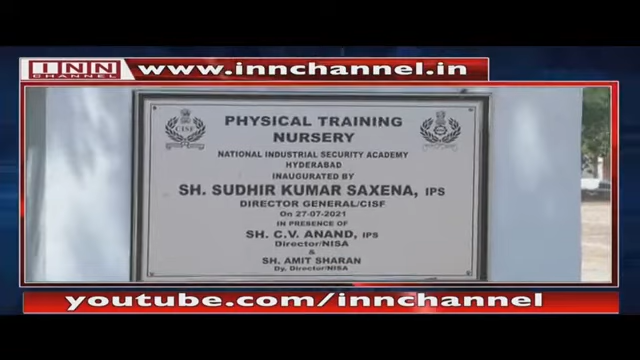 INN
CHANNEL
www.innchannel.in
CISF
PHYSICAL TRAINING
NURSERY
NATIONAL INDUSTRIAL SECURITY ACADEMY
HYDERABAD
INAUGURATED BY
SH. SUDHIR KUMAR SAXENA, IPS
DIRECTOR GENERAL/CISF
On 27-07-2021
IN PRESENCE OF
SH. C.V. ANAND, IPS
Director/NISA
&
SH. AMIT SHARAN
Dy. Director/NISA
youtube.com/innchannel